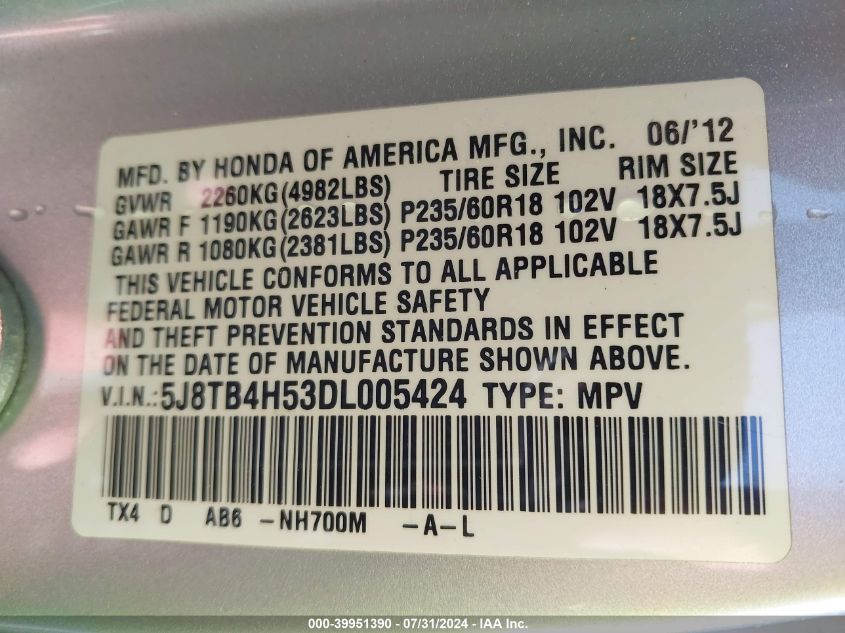 MFD. BY HONDA OF AMERICA MFG., INC. 06/'12
GVWR 2260KG(4982LBS) TIRE SIZE RIM SIZE
GAWR F 1190KG(2623LBS) P235/60R18 102V 18X7.5J
GAWR R 1080KG(2381LBS) P235/60R18 102V 18X7.5J
THIS VEHICLE CONFORMS TO ALL APPLICABLE
FEDERAL MOTOR VEHICLE SAFETY
AND THEFT PREVENTION STANDARDS IN EFFECT
ON THE DATE OF MANUFACTURE SHOWN ABOVE.
V.I.N.:5J8TB4H53DL005424 TYPE: MPV
TX4 D AB6 -NH700M -A-L
000-39951390 - 07/31/2024 - IAA Inc.